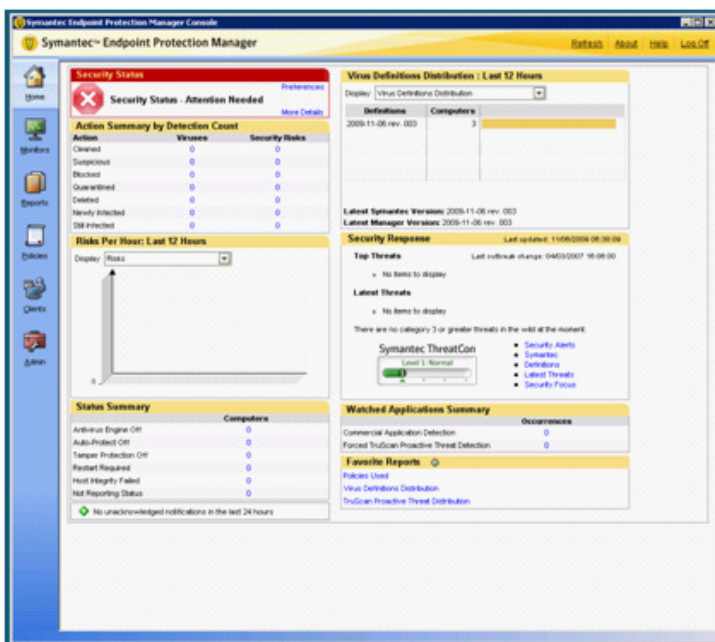 Symantec Endpoint Protection Manager Console
Symantec™ Endpoint Protection Manager
Refresh About Help Log Off
Home
Monitors
Reports
Policies
Clients
Admin
Security Status
Preferences
Security Status - Attention Needed
More Details
Action Summary by Detection Count
Action Viruses Security Risks
Cleaned 0 0
Suspicious 0 0
Blocked 0 0
Quarantined 0 0
Deleted 0 0
Newly Infected 0 0
Still Infected 0 0
Risks Per Hour: Last 12 Hours
Display Risks
0
Status Summary
Computers
Antivirus Engine Off 0
Auto-Protect Off 0
Tamper Protection Off 0
Restart Required 0
Host Integrity Failed 0
Not Reporting Status 0
No unacknowledged notifications in the last 24 hours
Virus Definitions Distribution : Last 12 Hours
Display Virus Definitions Distribution
Definitions Computers
2009-11-06 rev. 003 3
Latest Symantec Version: 2009-11-06 rev. 003
Latest Manager Version: 2009-11-06 rev. 003
Security Response Last updated: 11/06/2009 06:36:09
Top Threats Last outbreak change: 04/03/2007 16:06:00
No items to display
Latest Threats
No items to display
There are no category 3 or greater threats in the wild at the moment.
Symantec ThreatCon
Level 1: Normal
Security Alerts
Symantec
Definitions
Latest Threats
Security Focus
Watched Applications Summary
Occurrences
Commercial Application Detection 0
Forced TruScan Proactive Threat Detection 0
Favorite Reports
Policies Used
Virus Definitions Distribution
TruScan Proactive Threat Distribution